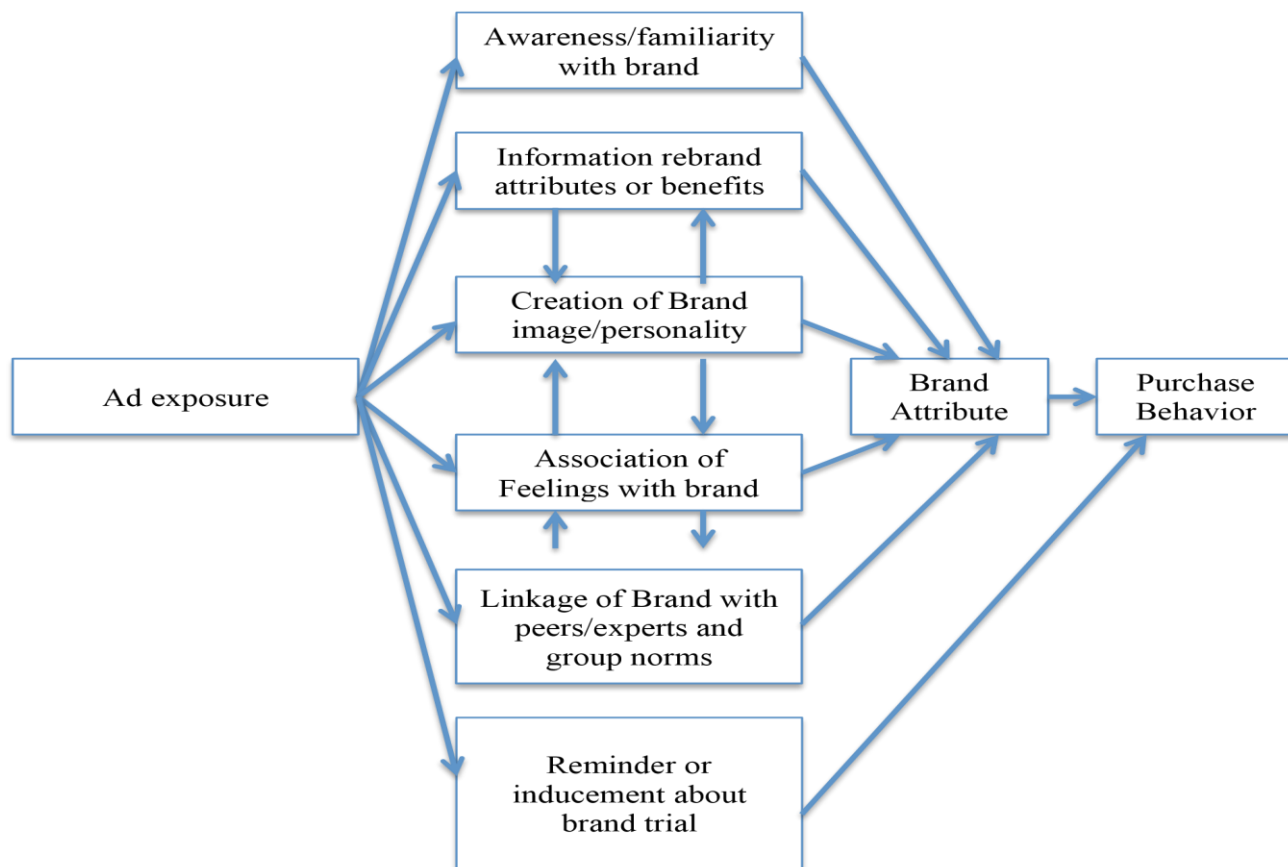 Awareness/familiarity
with brand
Information rebrand
attributes or benefits
Creation of Brand
image/personality
Ad exposure
Brand
Attribute
Purchase
Behavior
Association of
Feelings with brand
Linkage of Brand with
peers/experts and
group norms
Reminder or
inducement about
brand trial